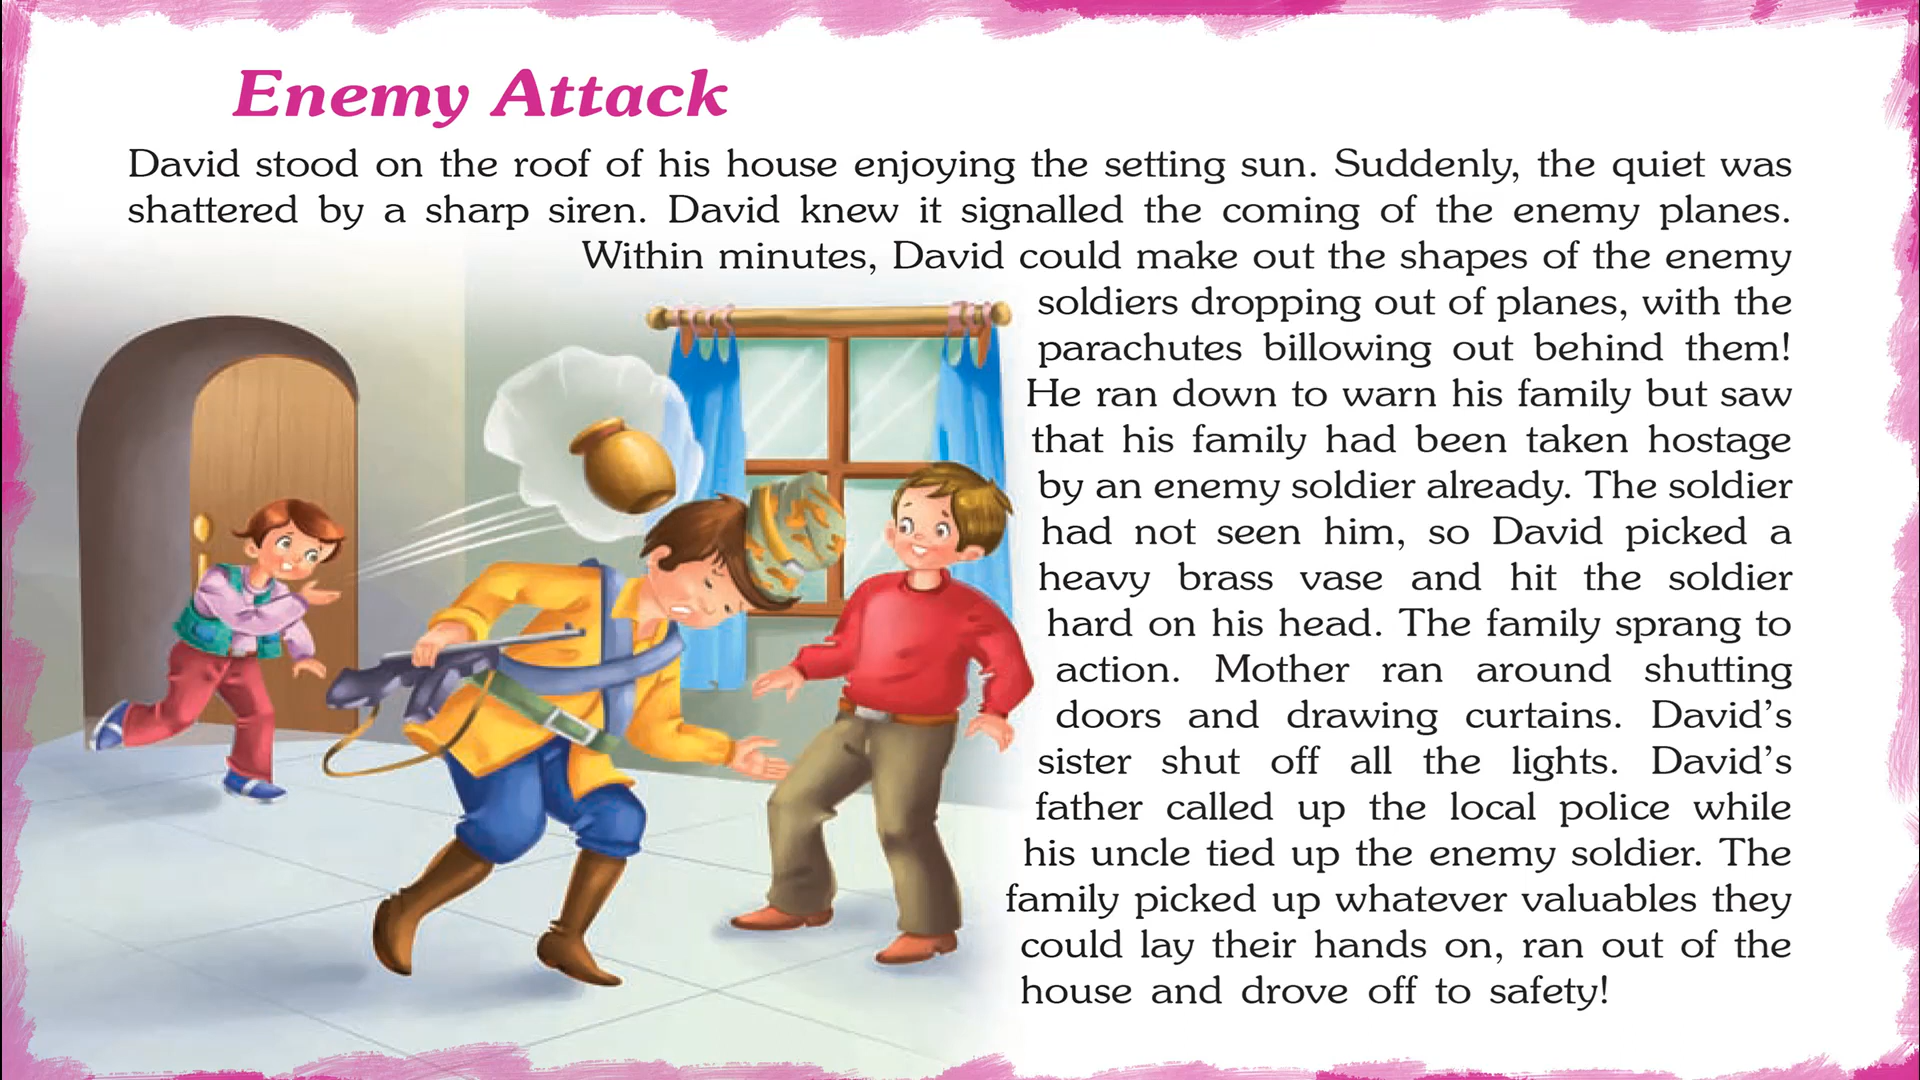 Enemy Attack
David stood on the roof of his house enjoying the setting sun. Suddenly, the quiet was
shattered by a sharp siren. David knew it signalled the coming of the enemy planes.
Within minutes, David could make out the shapes of the enemy
soldiers dropping out of planes, with the
parachutes billowing out behind them!
He ran down to warn his family but saw
that his family had been taken hostage
by an enemy soldier already. The soldier
had not seen him, so David picked a
heavy brass vase and hit the soldier
hard on his head. The family sprang to
action. Mother ran around shutting
doors and drawing curtains. David’s
sister shut off all the lights. David’s
father called up the local police while
his uncle tied up the enemy soldier. The
family picked up whatever valuables they
could lay their hands on, ran out of the
house and drove off to safety!